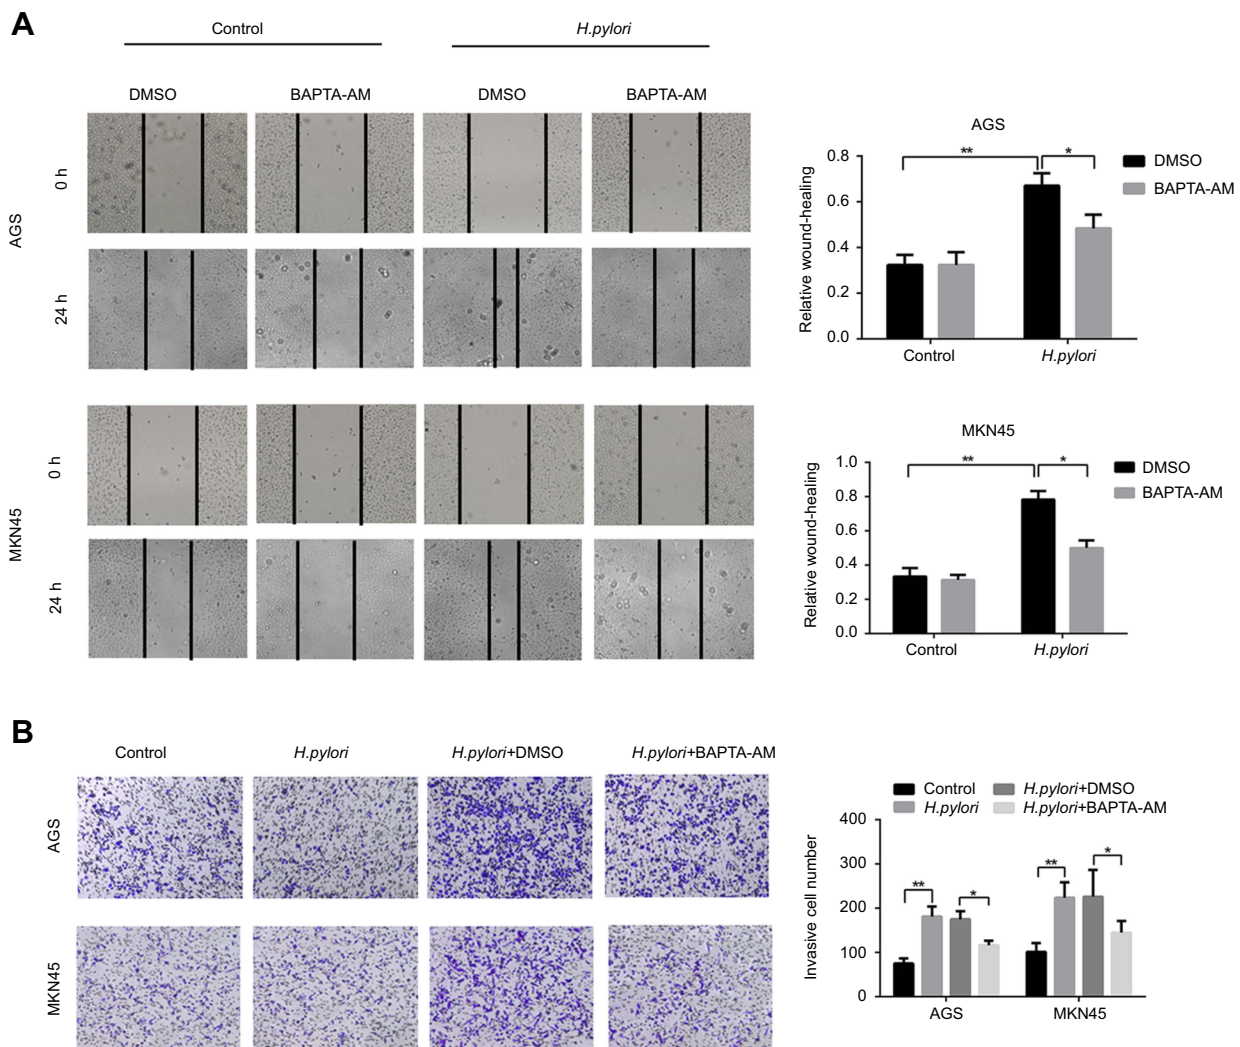 A
Control
H.pylori
DMSO
BAPTA-AM
DMSO
BAPTA-AM
AGS
0 h
24 h
MKN45
0 h
24 h
AGS
Relative wound-healing
0.8
0.6
0.4
0.2
0.0
**
*
DMSO
BAPTA-AM
Control
H.pylori
MKN45
Relative wound-healing
1.0
0.8
0.6
0.4
0.2
0.0
**
*
DMSO
BAPTA-AM
Control
H.pylori
B
Control
H.pylori
H.pylori+DMSO
H.pylori+BAPTA-AM
AGS
MKN45
Control
H.pylori+DMSO
H.pylori
H.pylori+BAPTA-AM
Invasive cell number
400
300
200
100
0
**
*
**
*
AGS
MKN45